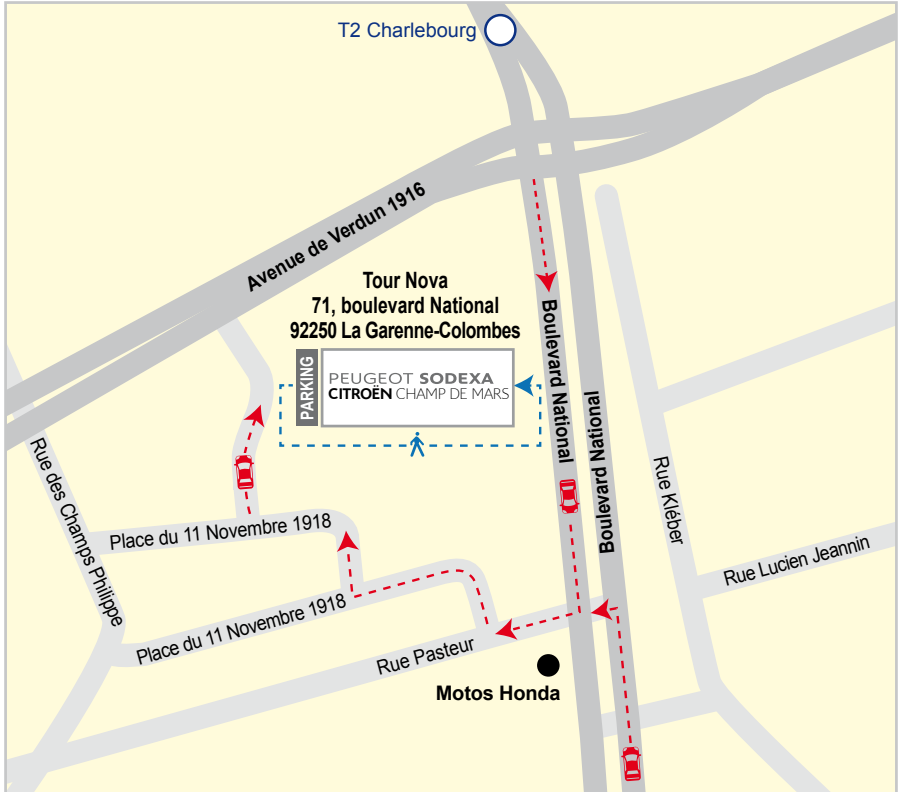 T2 Charlebourg
Avenue de Verdun 1916
Tour Nova
71, boulevard National
92250 La Garenne-Colombes
PARKING
PEUGEOT SODEXA
CITROËN CHAMP DE MARS
Boulevard National
Boulevard National
Rue des Champs Philippe
Rue Kléber
Place du 11 Novembre 1918
Rue Lucien Jeannin
Place du 11 Novembre 1918
Rue Pasteur
Motos Honda